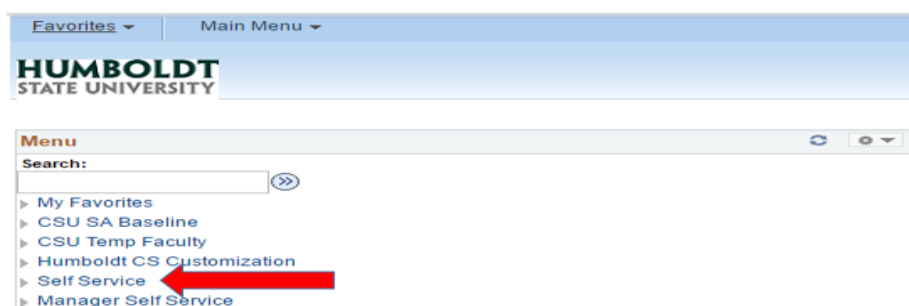 Favorites Main Menu
HUMBOLDT
STATE UNIVERSITY
Menu
Search:
My Favorites
CSU SA Baseline
CSU Temp Faculty
Humboldt CS Customization
Self Service
Manager Self Service